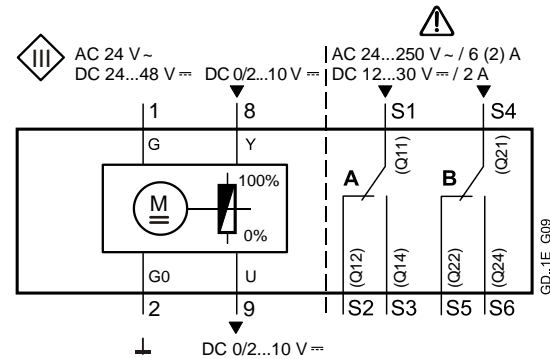 III
AC 24 V ~
DC 24...48 V ⎓ DC 0/2...10 V ⎓
AC 24...250 V ~ / 6 (2) A
DC 12...30 V ⎓ / 2 A
1 8 S1 S4
G Y (Q11) (Q21)
A B
M
100%
0%
G0 U (Q12) (Q14) (Q22) (Q24)
2 9 S2 S3 S5 S6
DC 0/2...10 V ⎓
GD..1E_G09